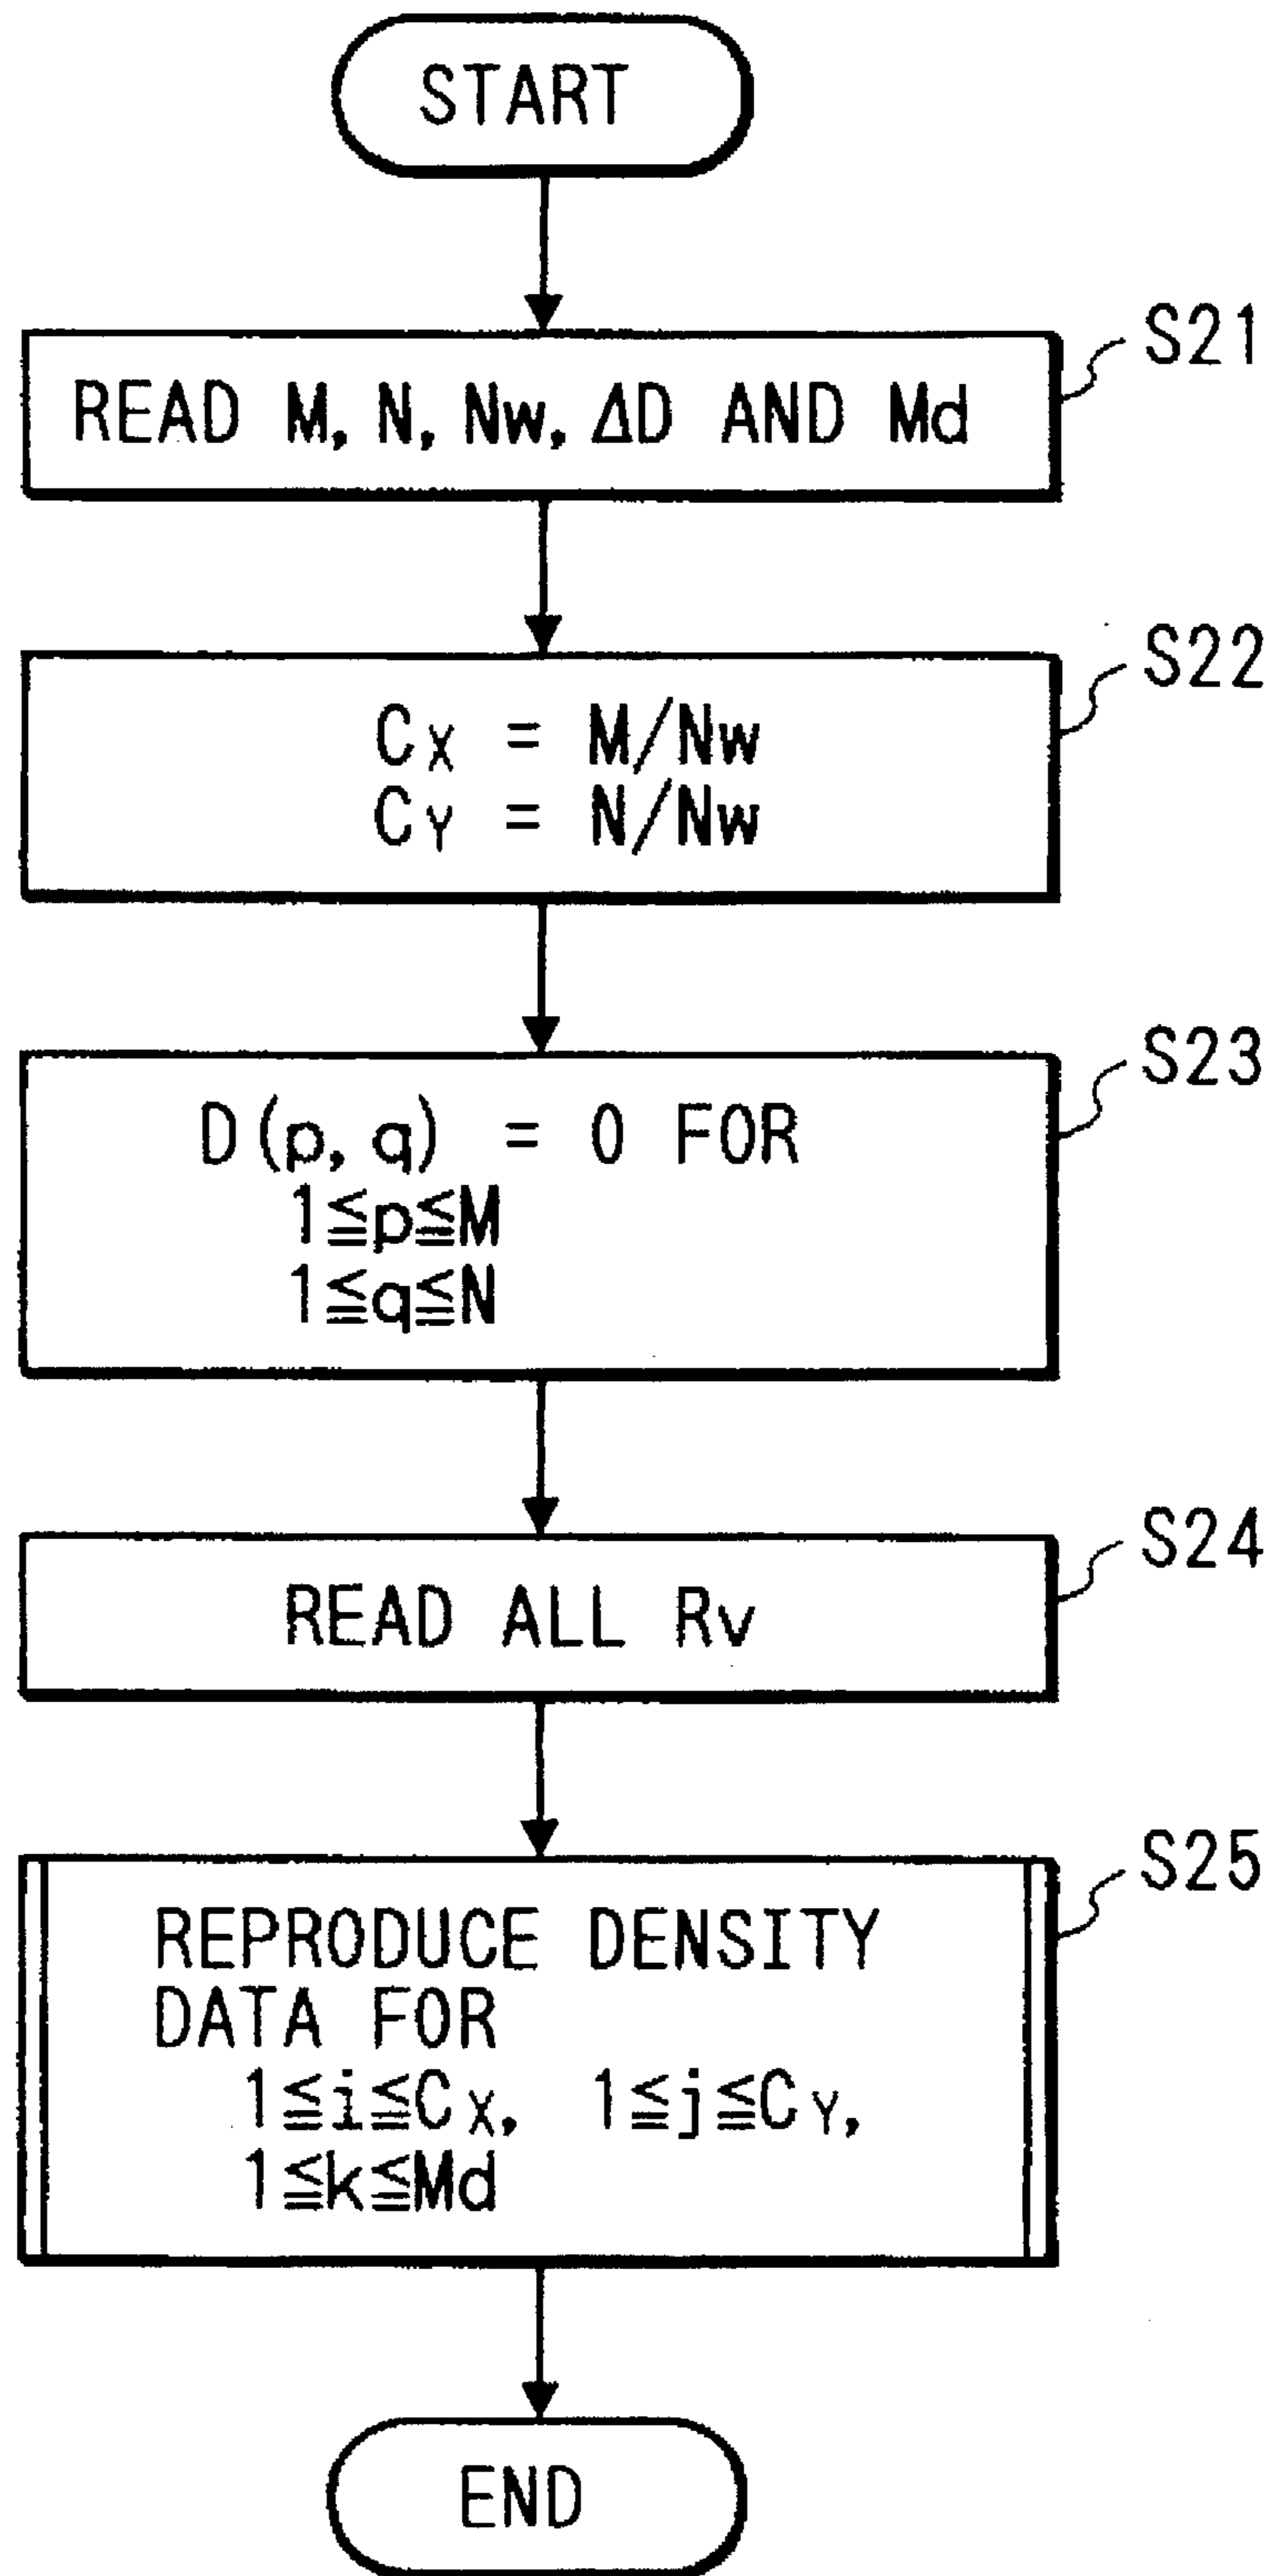 START
READ M, N, Nw, ΔD AND Md
S21
Cx = M/Nw
CY = N/Nw
S22
D(p, q) = 0 FOR
1≦p≦M
1≦q≦N
S23
READ ALL Rv
S24
REPRODUCE DENSITY
DATA FOR
1≦i≦Cx, 1≦j≦CY,
1≦k≦Md
S25
END